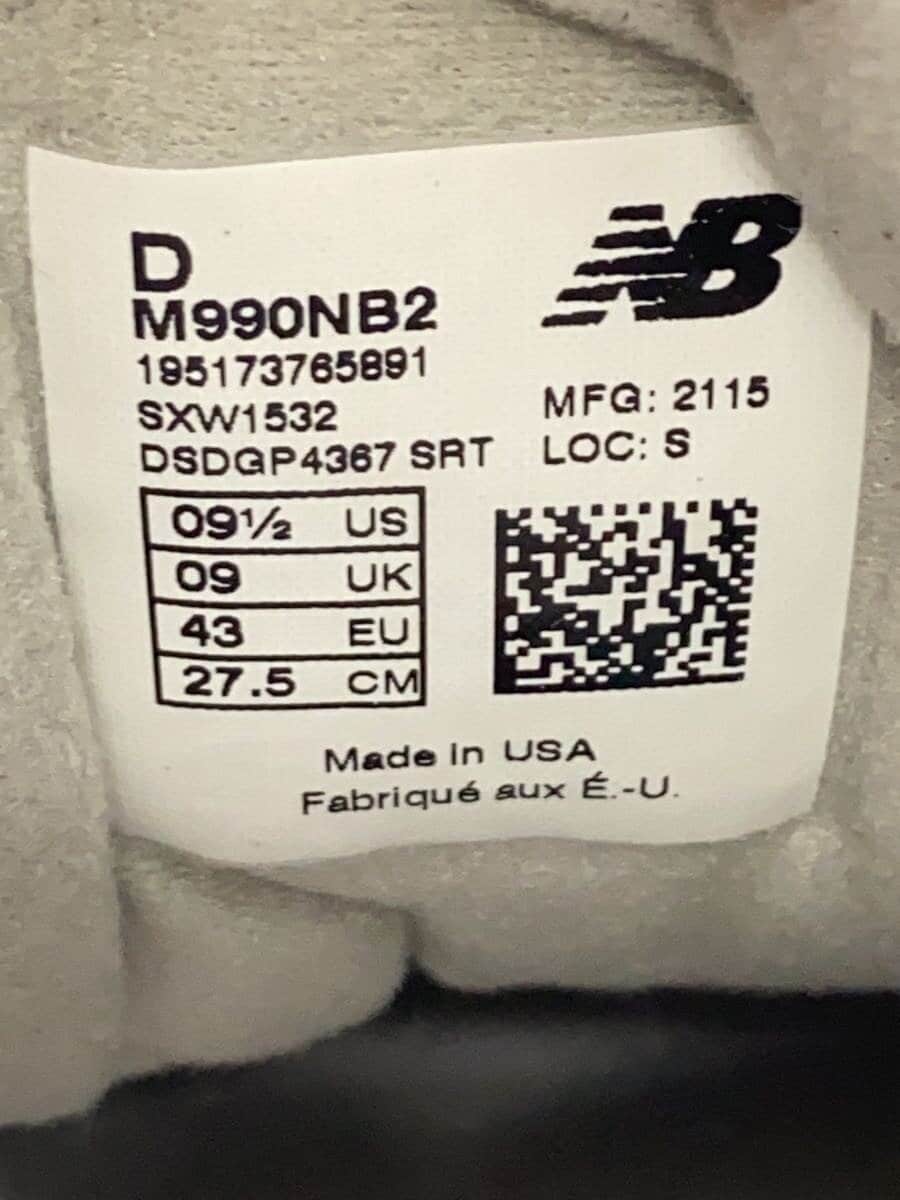 D
NB
M990NB2
195173765891
SXW1532
MFG: 2115
DSDGP4367 SRT
LOC: S
09½ US
09 UK
43 EU
27.5 CM
Made in USA
Fabriqué aux É.-U.